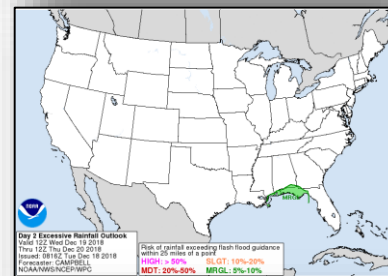 MRGL
NOAA
Day 2 Excessive Rainfall Outlook
Valid 12Z Wed Dec 19 2018
Thru 12Z Thu Dec 20 2018
Issued: 0816Z Tue Dec 18 2018
Forecaster: CAMPBELL
NOAA/NWS/NCEP/WPC
Risk of rainfall exceeding flash flood guidance
within 25 miles of a point
HIGH: > 50% SLGT: 10%-20%
MDT: 20%-50% MRGL: 5%-10%